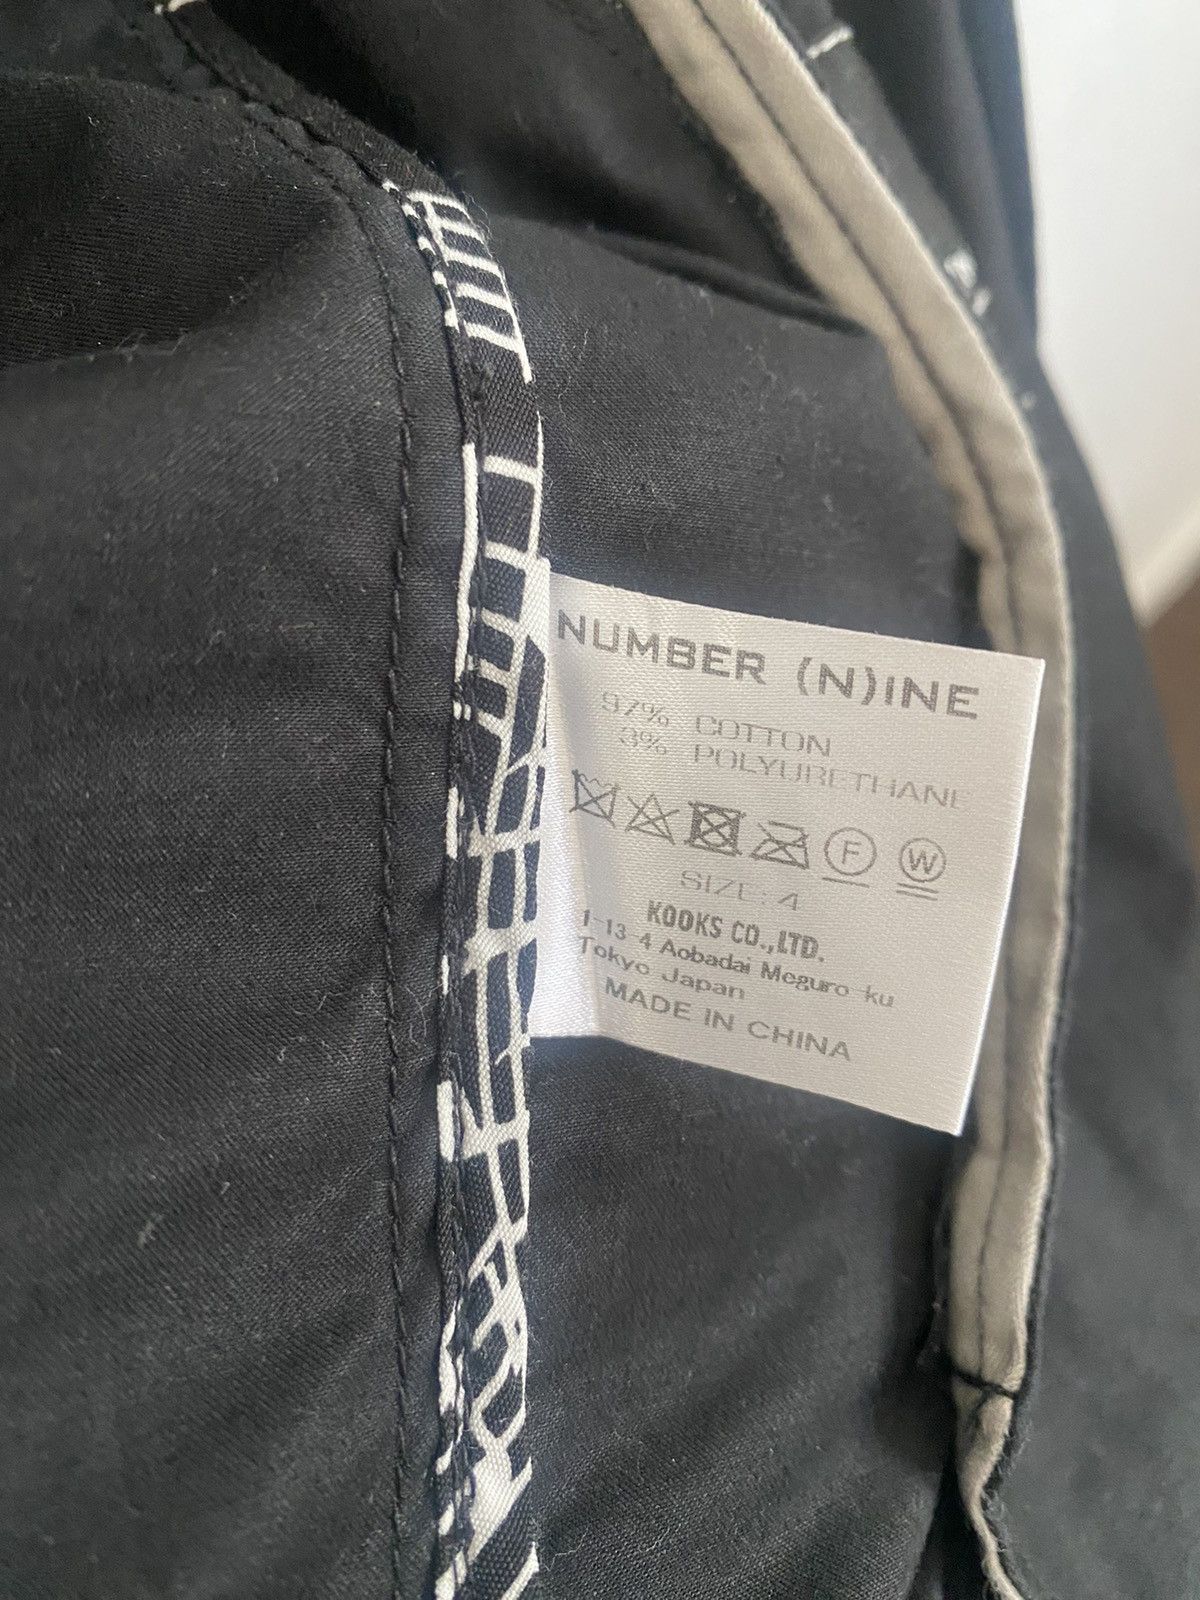 NUMBER (N)INE
97% COTTON
3% POLYURETHANE
F W
SIZE: 4
KOOKS CO.,LTD.
1-13-4 Aobadai Meguro-ku
Tokyo Japan
MADE IN CHINA